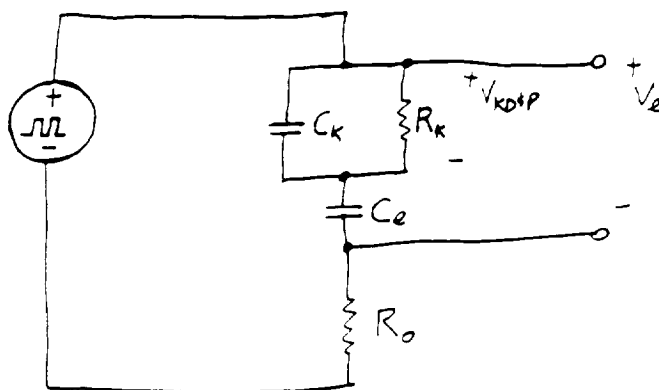 +
V_KD&P
+
V_e
+
-
C_K
R_K
-
C_e
-
R_o